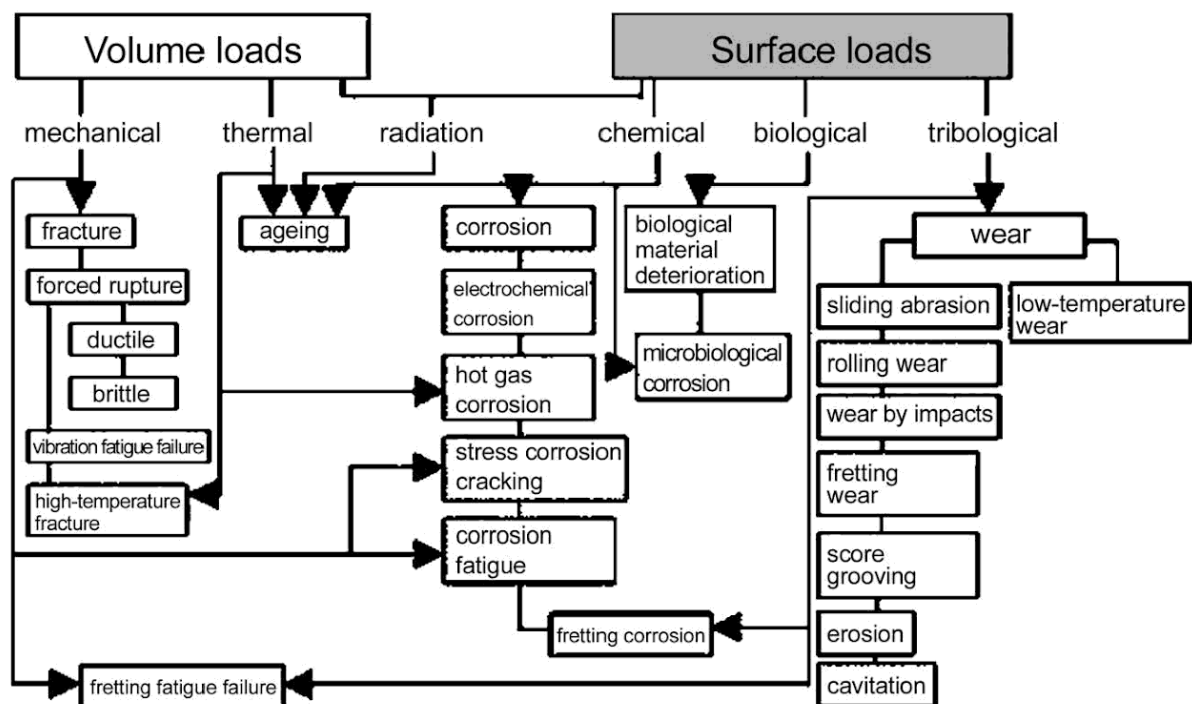 Volume loads
Surface loads
mechanical
thermal
radiation
chemical
biological
tribological
fracture
forced rupture
ductile
brittle
vibration fatigue failure
high-temperature
fracture
ageing
corrosion
electrochemical
corrosion
hot gas
corrosion
stress corrosion
cracking
corrosion
fatigue
fretting corrosion
biological
material
deterioration
microbiological
corrosion
wear
sliding abrasion
rolling wear
wear by impacts
fretting
wear
score
grooving
erosion
cavitation
low-temperature
wear
fretting fatigue failure